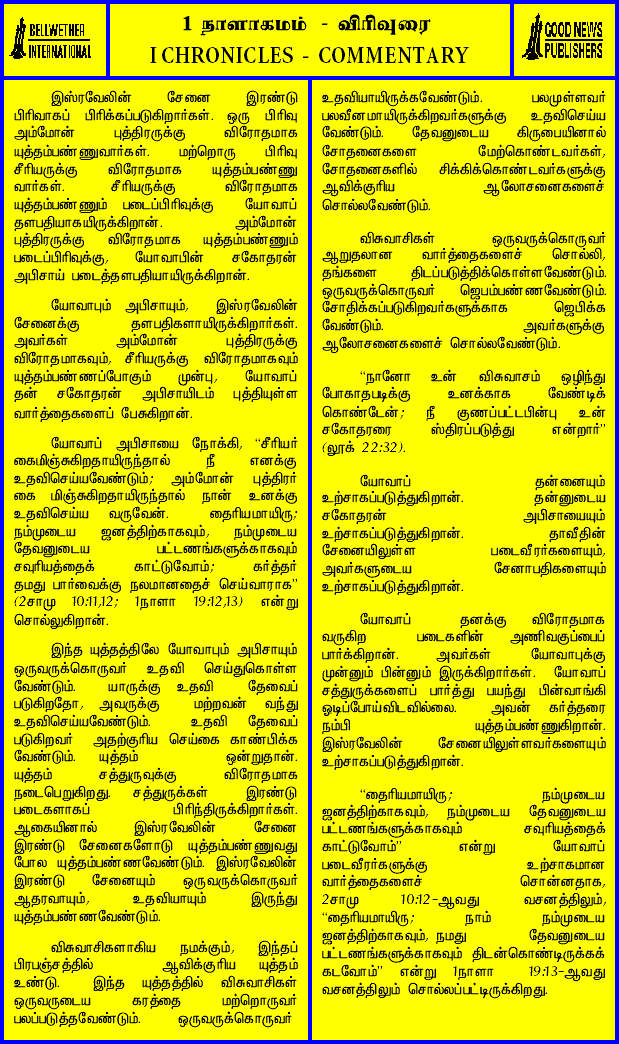 BELLWETHER
INTERNATIONAL
1 நாளாகமம் - விரிவுரை
I CHRONICLES - COMMENTARY
GOOD NEWS
PUBLISHERS
இஸ்ரவேலின் சேனை இரண்டு
பிரிவாகப் பிரிக்கப்படுகிறார்கள். ஒரு பிரிவு
அம்மோன் புத்திரருக்கு விரோதமாக
யுத்தம்பண்ணுவார்கள். மற்றொரு பிரிவு
சீரியருக்கு விரோதமாக யுத்தம்பண்ணு
வார்கள். சீரியருக்கு விரோதமாக
யுத்தம்பண்ணும் படைப்பிரிவுக்கு யோவாப்
தளபதியாகயிருக்கிறான். அம்மோன்
புத்திரருக்கு விரோதமாக யுத்தம்பண்ணும்
படைப்பிரிவுக்கு, யோவாபின் சகோதரன்
அபிசாய் படைத்தளபதியாயிருக்கிறான்.
யோவாபும் அபிசாயும், இஸ்ரவேலின்
சேனைக்கு தளபதிகளாயிருக்கிறார்கள்.
அவர்கள் அம்மோன் புத்திரருக்கு
விரோதமாகவும், சீரியருக்கு விரோதமாகவும்
யுத்தம்பண்ணப்போகும் முன்பு, யோவாப்
தன் சகோதரன் அபிசாயிடம் புத்தியுள்ள
வார்த்தைகளைப் பேசுகிறான்.
யோவாப் அபிசாயை நோக்கி, “சீரியர்
கைமிஞ்சுகிறதாயிருந்தால் நீ எனக்கு
உதவிசெய்யவேண்டும்; அம்மோன் புத்திரர்
கை மிஞ்சுகிறதாயிருந்தால் நான் உனக்கு
உதவிசெய்ய வருவேன். தைரியமாயிரு;
நம்முடைய ஜனத்திற்காகவும், நம்முடைய
தேவனுடைய பட்டணங்களுக்காகவும்
சவுரியத்தைக் காட்டுவோம்; கர்த்தர்
தமது பார்வைக்கு நலமானதைச் செய்வாராக”
(2சாமு 10:11,12; 1நாளா 19:12,13) என்று
சொல்லுகிறான்.
இந்த யுத்தத்திலே யோவாபும் அபிசாயும்
ஒருவருக்கொருவர் உதவி செய்துகொள்ள
வேண்டும். யாருக்கு உதவி தேவைப்
படுகிறதோ, அவருக்கு மற்றவன் வந்து
உதவிசெய்யவேண்டும். உதவி தேவைப்
படுகிறவர் அதற்குரிய செய்கை காண்பிக்க
வேண்டும். யுத்தம் ஒன்றுதான்.
யுத்தம் சத்துருவுக்கு விரோதமாக
நடைபெறுகிறது. சத்துருக்கள் இரண்டு
படைகளாகப் பிரிந்திருக்கிறார்கள்.
ஆகையினால் இஸ்ரவேலின் சேனை
இரண்டு சேனைகளோடு யுத்தம்பண்ணுவது
போல யுத்தம்பண்ணவேண்டும். இஸ்ரவேலின்
இரண்டு சேனையும் ஒருவருக்கொருவர்
ஆதரவாயும், உதவியாயும் இருந்து
யுத்தம்பண்ணவேண்டும்.
விசுவாசிகளாகிய நமக்கும், இந்தப்
பிரபஞ்சத்தில் ஆவிக்குரிய யுத்தம்
உண்டு. இந்த யுத்தத்தில் விசுவாசிகள்
ஒருவருடைய கரத்தை மற்றொருவர்
பலப்படுத்தவேண்டும். ஒருவருக்கொருவர்
உதவியாயிருக்கவேண்டும். பலமுள்ளவர்
பலவீனமாயிருக்கிறவர்களுக்கு உதவிசெய்ய
வேண்டும். தேவனுடைய கிருபையினால்
சோதனைகளை மேற்கொண்டவர்கள்,
சோதனைகளில் சிக்கிக்கொண்டவர்களுக்கு
ஆவிக்குரிய ஆலோசனைகளைச்
சொல்லவேண்டும்.
விசுவாசிகள் ஒருவருக்கொருவர்
ஆறுதலான வார்த்தைகளைச் சொல்லி,
தங்களை திடப்படுத்திக்கொள்ளவேண்டும்.
ஒருவருக்கொருவர் ஜெபம்பண்ணவேண்டும்.
சோதிக்கப்படுகிறவர்களுக்காக ஜெபிக்க
வேண்டும். அவர்களுக்கு
ஆலோசனைகளைச் சொல்லவேண்டும்.
“நானோ உன் விசுவாசம் ஒழிந்து
போகாதபடிக்கு உனக்காக வேண்டிக்
கொண்டேன்; நீ குணப்பட்டபின்பு உன்
சகோதரரை ஸ்திரப்படுத்து என்றார்”
(லூக் 22:32).
யோவாப் தன்னையும்
உற்சாகப்படுத்துகிறான். தன்னுடைய
சகோதரன் அபிசாயையும்
உற்சாகப்படுத்துகிறான். தாவீதின்
சேனையிலுள்ள படைவீரர்களையும்,
அவர்களுடைய சேனாபதிகளையும்
உற்சாகப்படுத்துகிறான்.
யோவாப் தனக்கு விரோதமாக
வருகிற படைகளின் அணிவகுப்பைப்
பார்க்கிறான். அவர்கள் யோவாபுக்கு
முன்னும் பின்னும் இருக்கிறார்கள். யோவாப்
சத்துருக்களைப் பார்த்து பயந்து பின்வாங்கி
ஓடிப்போய்விடவில்லை. அவன் கர்த்தரை
நம்பி யுத்தம்பண்ணுகிறான்.
இஸ்ரவேலின் சேனையிலுள்ளவர்களையும்
உற்சாகப்படுத்துகிறான்.
“தைரியமாயிரு; நம்முடைய
ஜனத்திற்காகவும், நம்முடைய தேவனுடைய
பட்டணங்களுக்காகவும் சவுரியத்தைக்
காட்டுவோம்” என்று யோவாப்
படைவீரர்களுக்கு உற்சாகமான
வார்த்தைகளைச் சொன்னதாக,
2சாமு 10:12-ஆவது வசனத்திலும்,
“தைரியமாயிரு; நாம் நம்முடைய
ஜனத்திற்காகவும், நமது தேவனுடைய
பட்டணங்களுக்காகவும் திடன்கொண்டிருக்கக்
கடவோம்” என்று 1நாளா 19:13-ஆவது
வசனத்திலும் சொல்லப்பட்டிருக்கிறது.